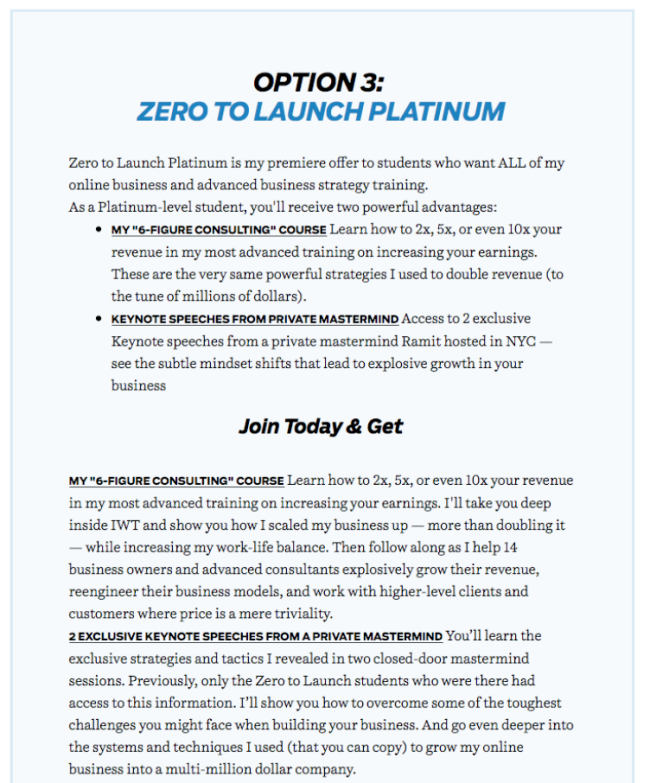 OPTION 3:
ZERO TO LAUNCH PLATINUM
Zero to Launch Platinum is my premiere offer to students who want ALL of my
online business and advanced business strategy training.
As a Platinum-level student, you'll receive two powerful advantages:
• MY "6-FIGURE CONSULTING" COURSE Learn how to 2x, 5x, or even 10x your
revenue in my most advanced training on increasing your earnings.
These are the very same powerful strategies I used to double revenue (to
the tune of millions of dollars).
• KEYNOTE SPEECHES FROM PRIVATE MASTERMIND Access to 2 exclusive
Keynote speeches from a private mastermind Ramit hosted in NYC —
see the subtle mindset shifts that lead to explosive growth in your
business
Join Today & Get
MY "6-FIGURE CONSULTING" COURSE Learn how to 2x, 5x, or even 10x your revenue
in my most advanced training on increasing your earnings. I'll take you deep
inside IWT and show you how I scaled my business up — more than doubling it
— while increasing my work-life balance. Then follow along as I help 14
business owners and advanced consultants explosively grow their revenue,
reengineer their business models, and work with higher-level clients and
customers where price is a mere triviality.
2 EXCLUSIVE KEYNOTE SPEECHES FROM A PRIVATE MASTERMIND You’ll learn the
exclusive strategies and tactics I revealed in two closed-door mastermind
sessions. Previously, only the Zero to Launch students who were there had
access to this information. I’ll show you how to overcome some of the toughest
challenges you might face when building your business. And go even deeper into
the systems and techniques I used (that you can copy) to grow my online
business into a multi-million dollar company.